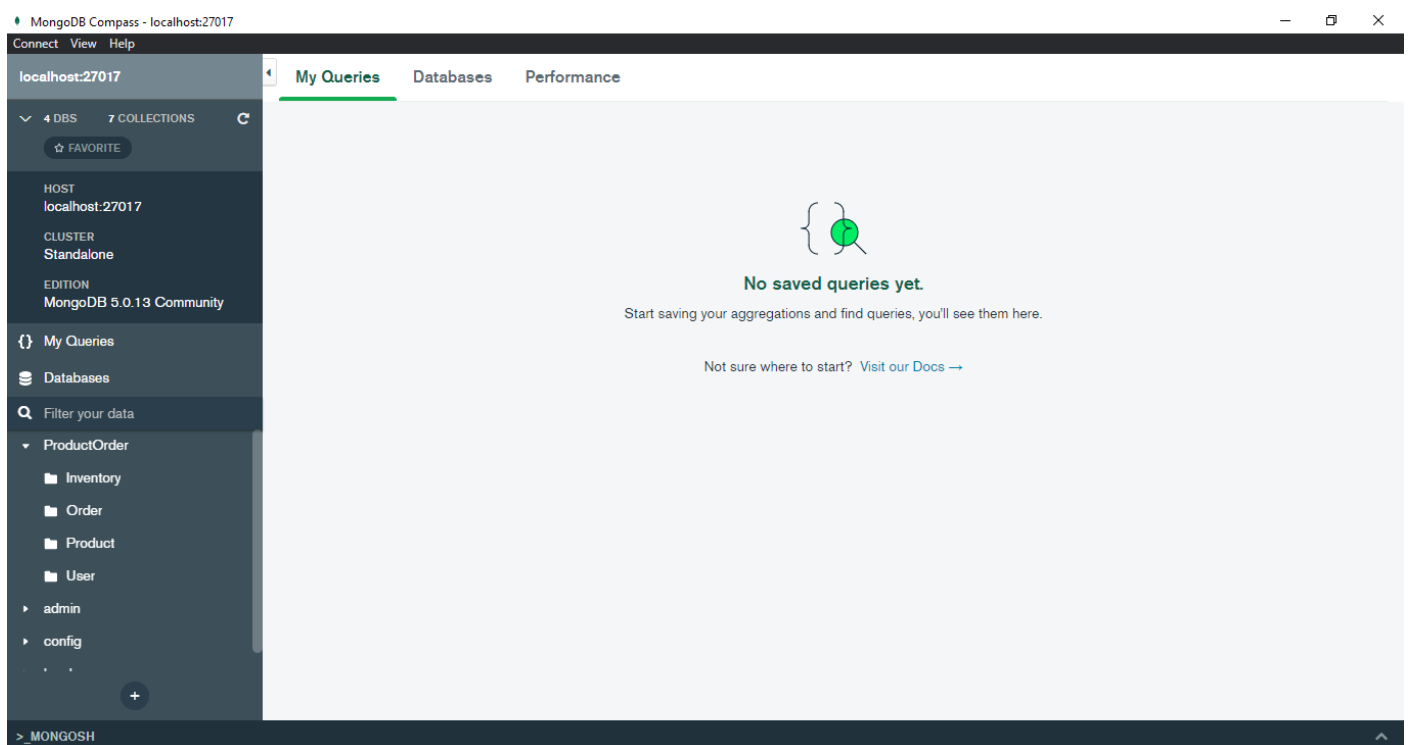 MongoDB Compass - localhost:27017
Connect View Help
localhost:27017
My Queries Databases Performance
4 DBS 7 COLLECTIONS
FAVORITE
HOST
localhost:27017
CLUSTER
Standalone
EDITION
MongoDB 5.0.13 Community
{} My Queries
Databases
Filter your data
ProductOrder
Inventory
Order
Product
User
admin
config
>_MONGOSH
No saved queries yet.
Start saving your aggregations and find queries, you'll see them here.
Not sure where to start? Visit our Docs →